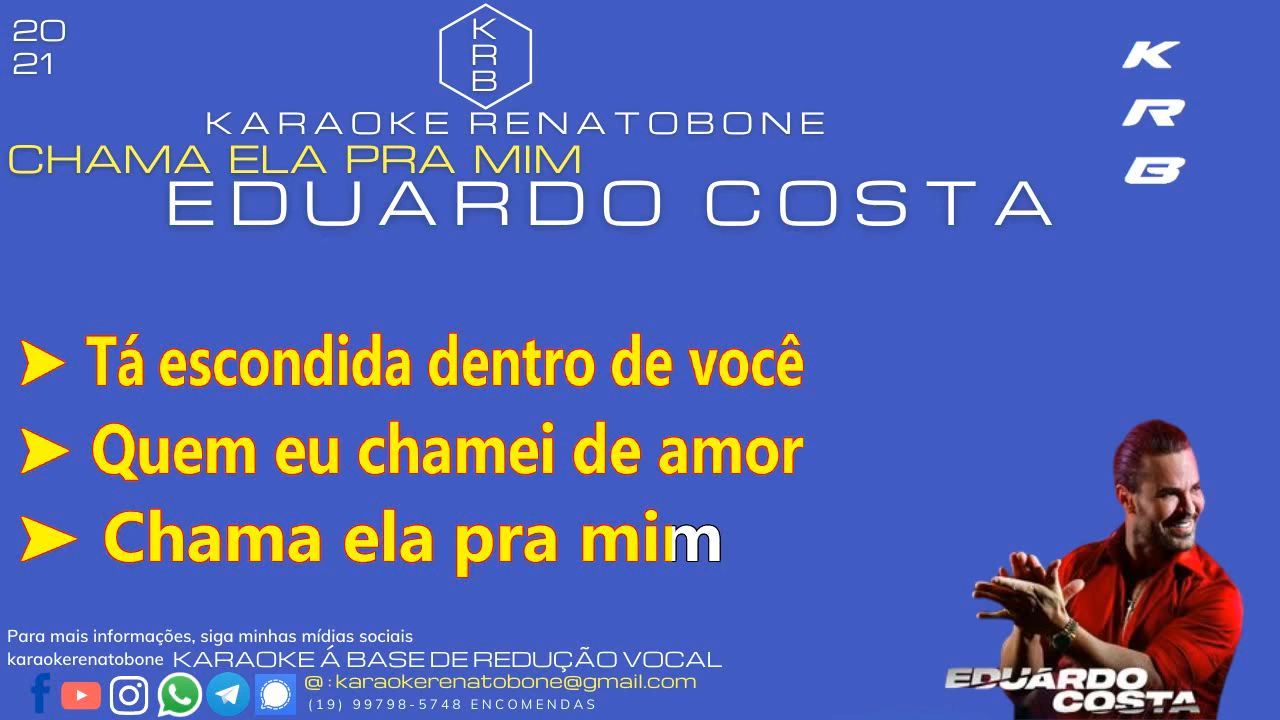 20
21
K
R
B
KARAOKE RENATOBONE
CHAMA ELA PRA MIM
EDUARDO COSTA
K
R
B
➤ Tá escondida dentro de você
➤ Quem eu chamei de amor
➤ Chama ela pra mim
Para mais informações, siga minhas mídias sociais
karaokerenatobone KARAOKE Á BASE DE REDUÇÃO VOCAL
@:karaokerenatobone@gmail.com
(19) 99798-5748 ENCOMENDAS
EDUARDO
COSTA